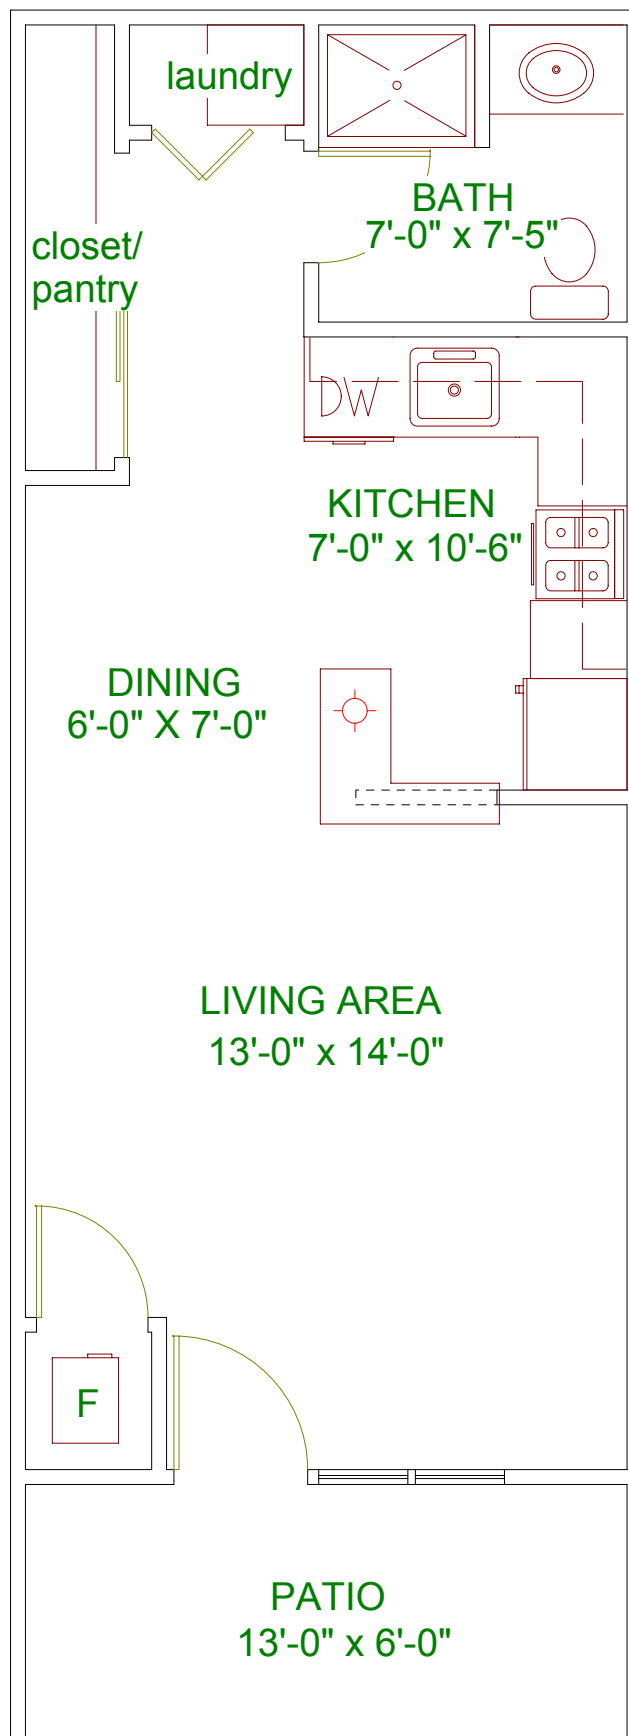 laundry
BATH
7'-0" x 7'-5"
closet/
pantry
DW
KITCHEN
7'-0" x 10'-6"
DINING
6'-0" X 7'-0"
LIVING AREA
13'-0" x 14'-0"
F
PATIO
13'-0" x 6'-0"